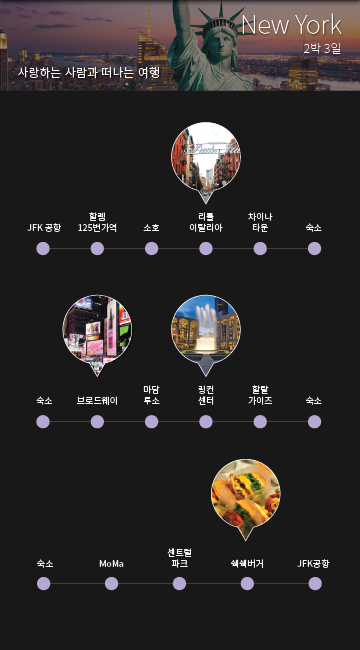 New York
2박 3일
사랑하는 사람과 떠나는 여행
JFK 공항
할렘
125번가역
소호
리틀
이탈리아
차이나
타운
숙소
숙소
브로드웨이
마담
투소
링컨
센터
할랄
가이즈
숙소
숙소
MoMa
센트럴
파크
쉑쉑버거
JFK공항